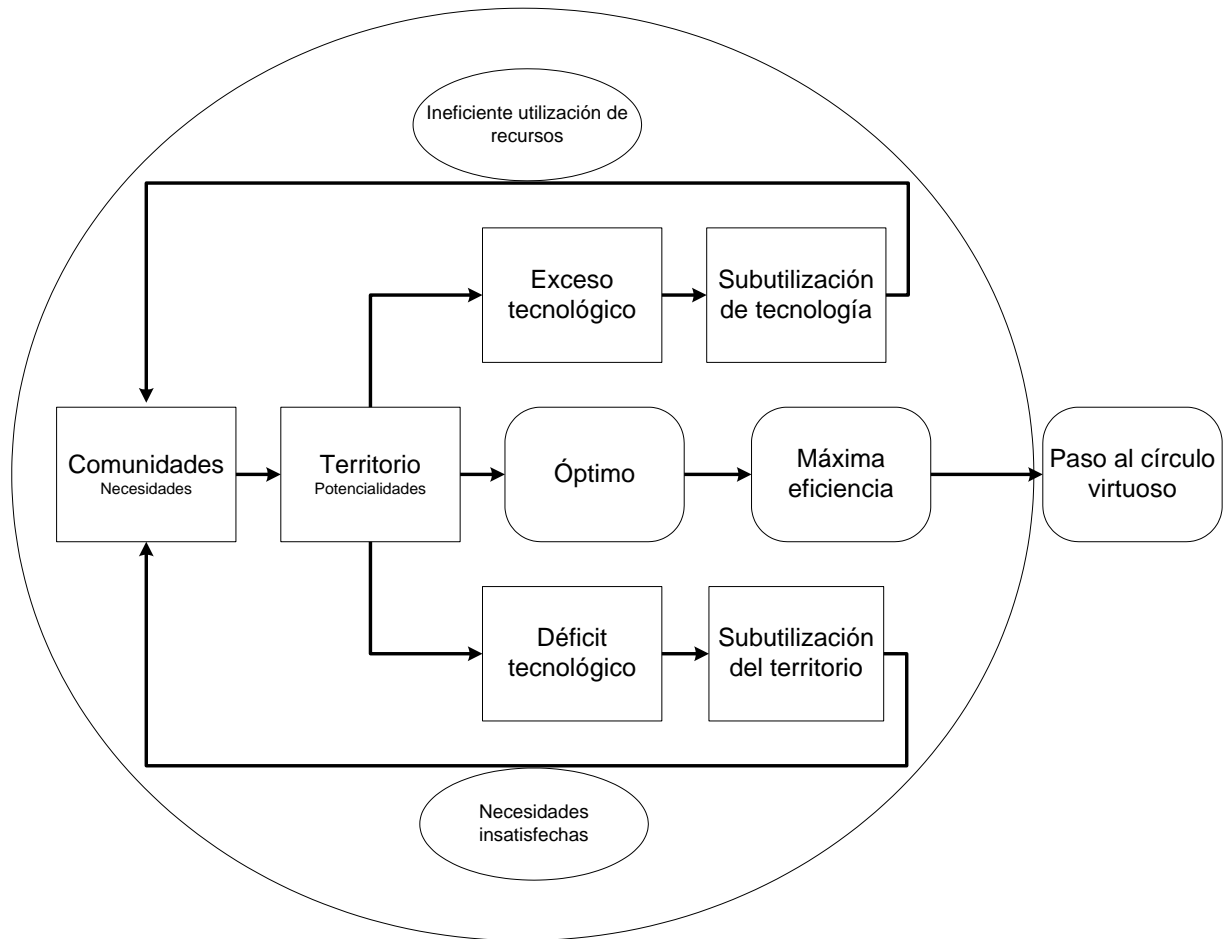 Ineficiente utilización de
recursos
Exceso
tecnológico
Subutilización
de tecnología
Comunidades
Necesidades
Territorio
Potencialidades
Óptimo
Máxima
eficiencia
Paso al círculo
virtuoso
Déficit
tecnológico
Subutilización
del territorio
Necesidades
insatisfechas